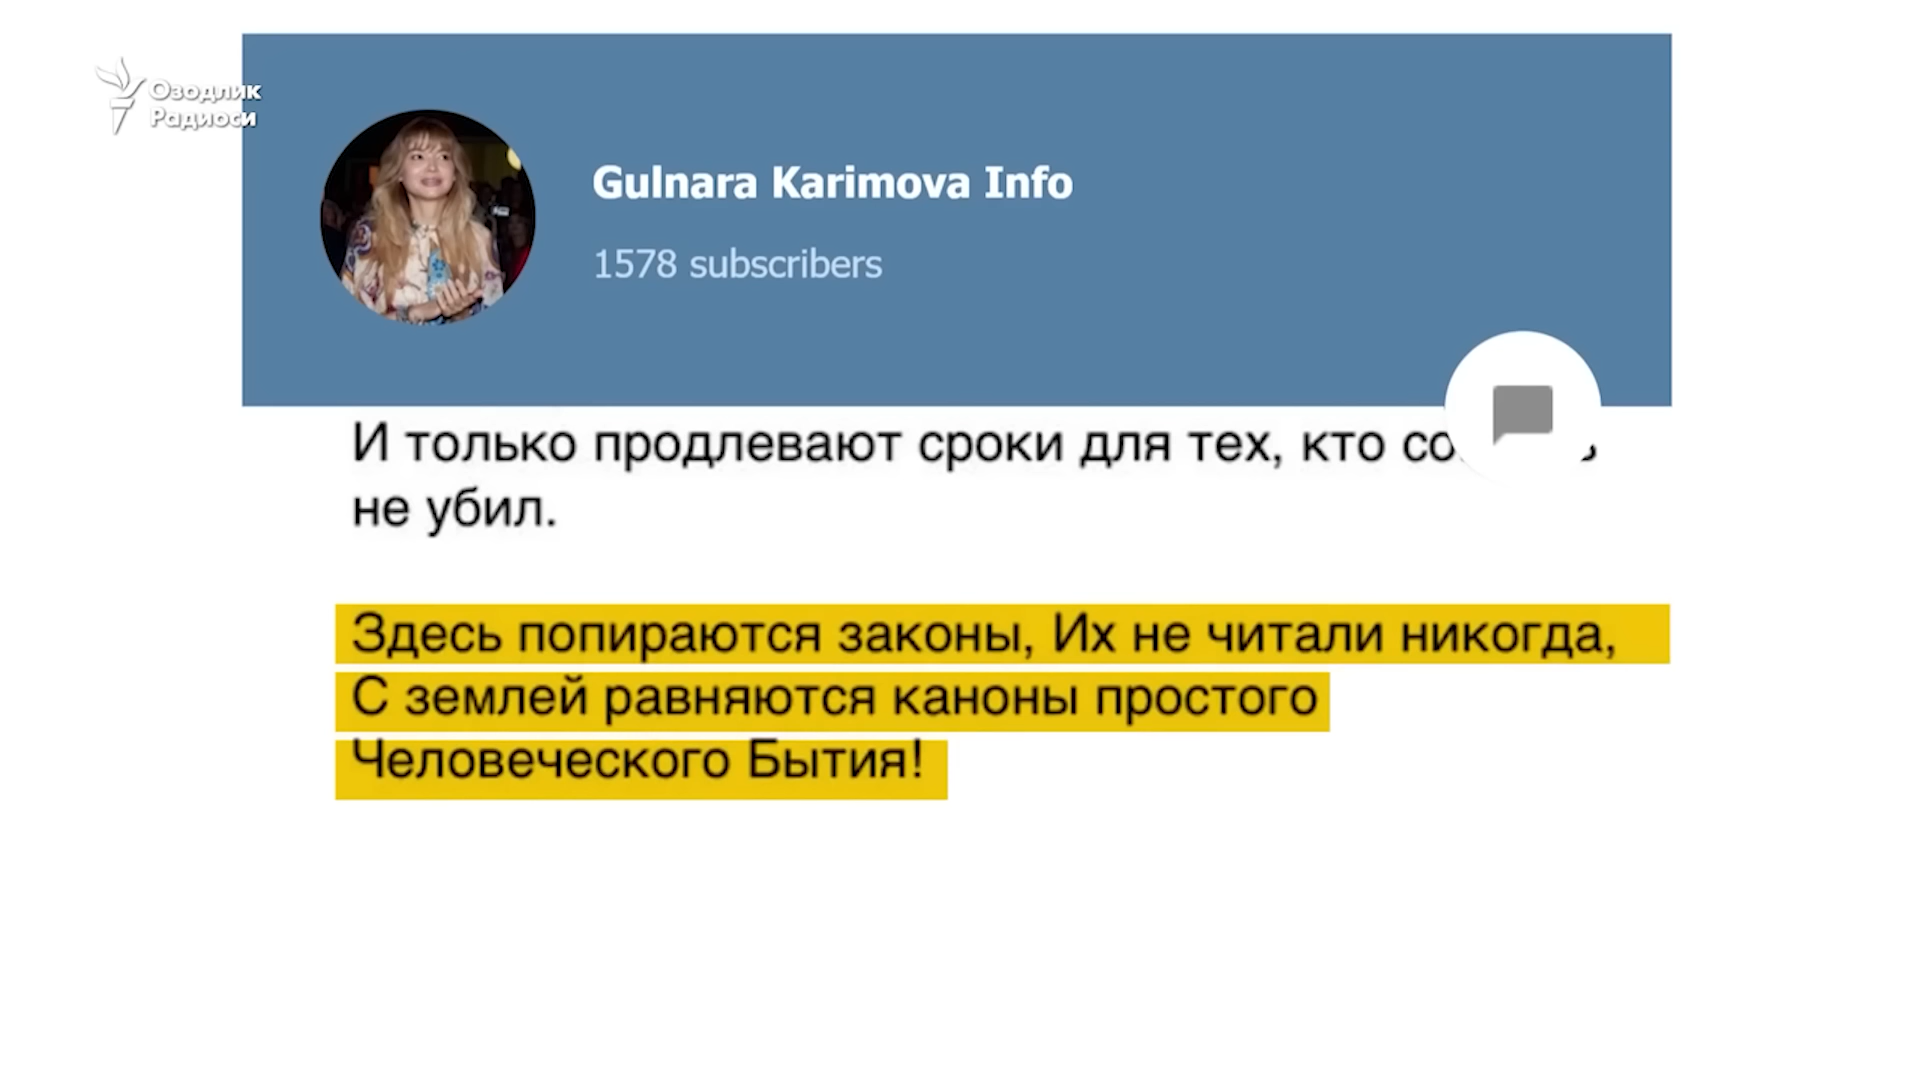 Озодлик
Радиоси
Gulnara Karimova Info
1578 subscribers
И только продлевают сроки для тех, кто
не убил.
Здесь попираются законы, Их не читали никогда,
С землей равняются каноны простого
Человеческого Бытия!